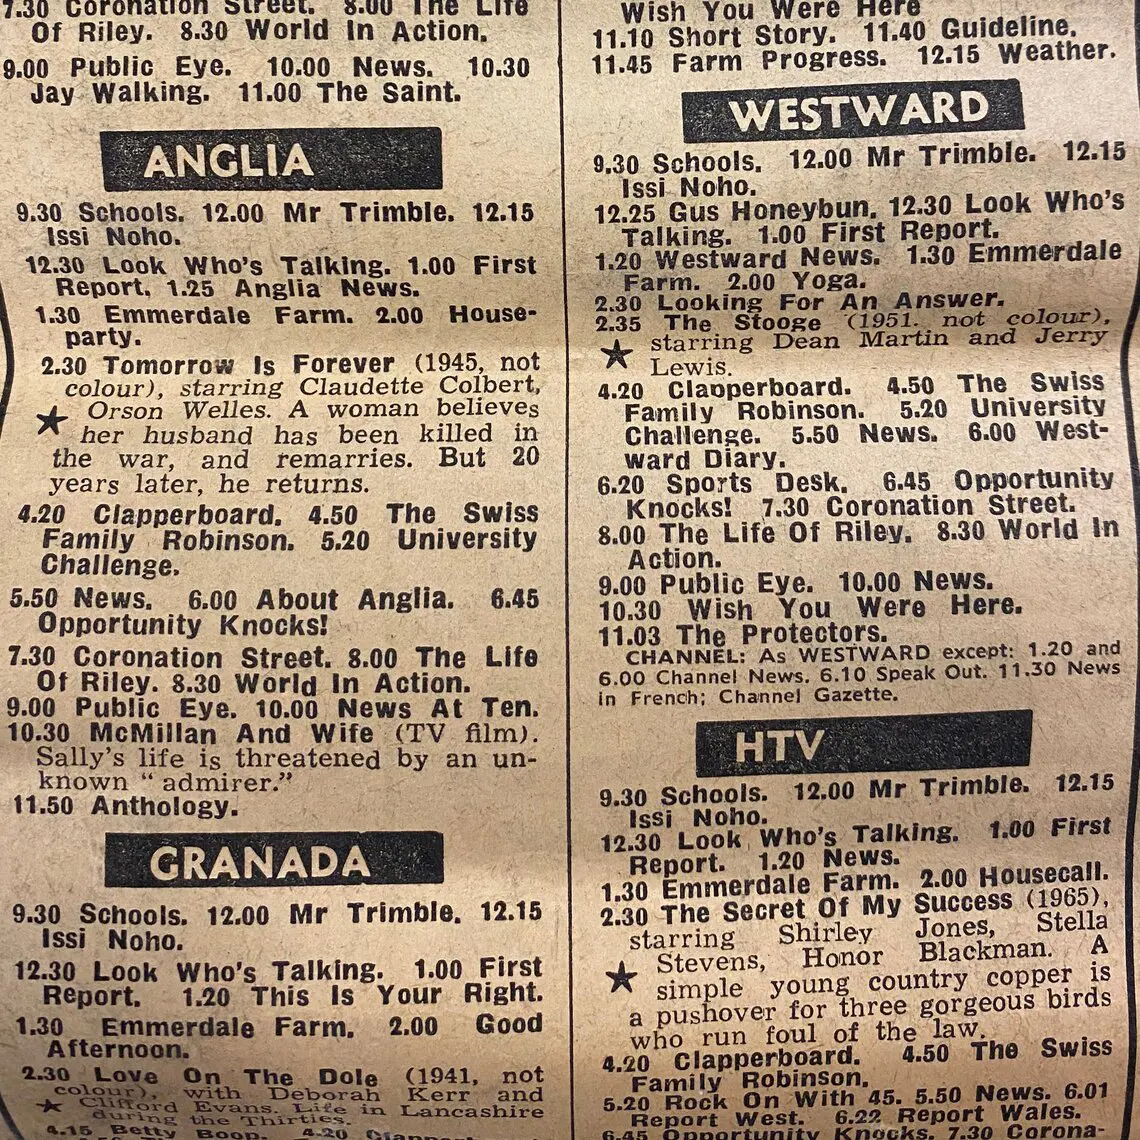 7.30 Coronation Street. 8.00 The Life
Of Riley. 8.30 World In Action.
9.00 Public Eye. 10.00 News. 10.30
Jay Walking. 11.00 The Saint.
ANGLIA
9.30 Schools. 12.00 Mr Trimble. 12.15
Issi Noho.
12.30 Look Who's Talking. 1.00 First
Report. 1.25 Anglia News.
1.30 Emmerdale Farm. 2.00 House-
party.
2.30 Tomorrow Is Forever (1945, not
colour), starring Claudette Colbert,
Orson Welles. A woman believes
★ her husband has been killed in
the war, and remarries. But 20
years later, he returns.
4.20 Clapperboard. 4.50 The Swiss
Family Robinson. 5.20 University
Challenge.
5.50 News. 6.00 About Anglia. 6.45
Opportunity Knocks!
7.30 Coronation Street. 8.00 The Life
Of Riley. 8.30 World In Action.
9.00 Public Eye. 10.00 News At Ten.
10.30 McMillan And Wife (TV film).
Sally's life is threatened by an un-
known "admirer."
11.50 Anthology.
GRANADA
9.30 Schools. 12.00 Mr Trimble. 12.15
Issi Noho.
12.30 Look Who's Talking. 1.00 First
Report. 1.20 This Is Your Right.
1.30 Emmerdale Farm. 2.00 Good
Afternoon.
2.30 Love On The Dole (1941, not
colour), with Deborah Kerr and
★ Clifford Evans. Life in Lancashire
during the Thirties.
4.15 Betty Boop. 4.20
Wish You Were Here
11.10 Short Story. 11.40 Guideline.
11.45 Farm Progress. 12.15 Weather.
WESTWARD
9.30 Schools. 12.00 Mr Trimble. 12.15
Issi Noho.
12.25 Gus Honeybun. 12.30 Look Who's
Talking. 1.00 First Report.
1.20 Westward News. 1.30 Emmerdale
Farm. 2.00 Yoga.
2.30 Looking For An Answer.
2.35 The Stooge (1951. not colour),
★ starring Dean Martin and Jerry
Lewis.
4.20 Clapperboard. 4.50 The Swiss
Family Robinson. 5.20 University
Challenge. 5.50 News. 6.00 West-
ward Diary.
6.20 Sports Desk. 6.45 Opportunity
Knocks! 7.30 Coronation Street.
8.00 The Life Of Riley. 8.30 World In
Action.
9.00 Public Eye. 10.00 News.
10.30 Wish You Were Here.
11.03 The Protectors.
CHANNEL: As WESTWARD except: 1.20 and
6.00 Channel News. 6.10 Speak Out. 11.30 News
in French; Channel Gazette.
HTV
9.30 Schools. 12.00 Mr Trimble. 12.15
Issi Noho.
12.30 Look Who's Talking. 1.00 First
Report. 1.20 News.
1.30 Emmerdale Farm. 2.00 Housecall.
2.30 The Secret Of My Success (1965),
starring Shirley Jones, Stella
★ Stevens, Honor Blackman. A
simple young country copper is
a pushover for three gorgeous birds
who run foul of the law.
4.20 Clapperboard. 4.50 The Swiss
Family Robinson.
5.20 Rock On With 45. 5.50 News. 6.01
Report West. 6.22 Report Wales.
6.45 Opportunity Knocks. 7.30 Corona-